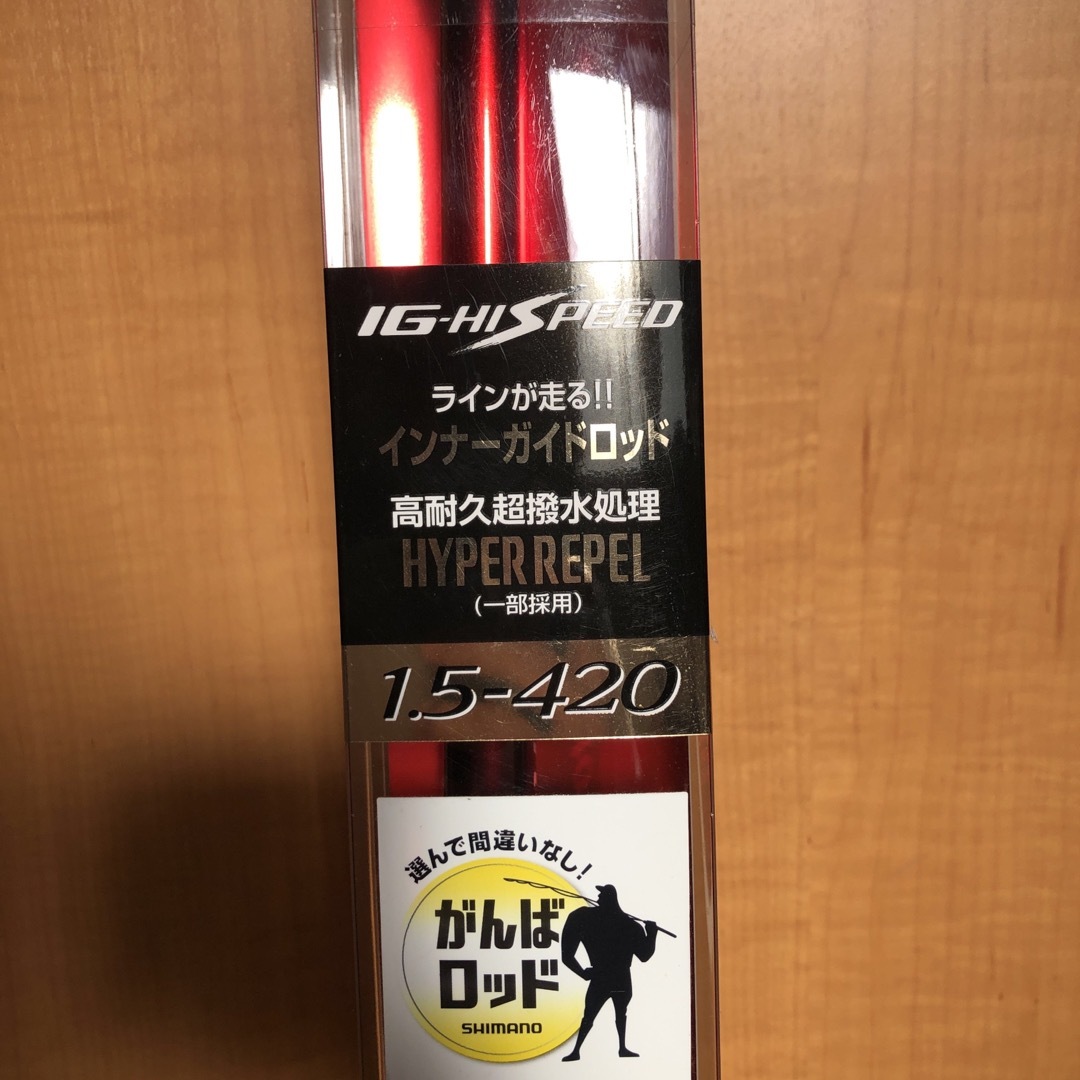 IG-HISPEED
ラインが走る!!
インナーガイドロッド
高耐久超撥水処理
HYPER REPEL
(一部採用)
1.5-420
選んで間違いなし!
がんば
ロッド
SHIMANO